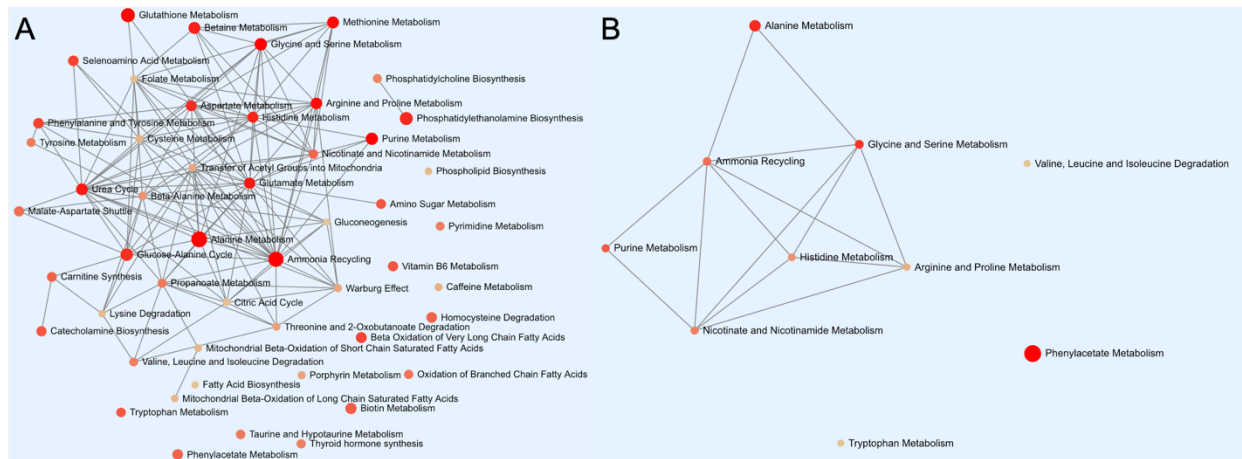 A
Glutathione Metabolism
Betaine Metabolism
Methionine Metabolism
Glycine and Serine Metabolism
Selenoamino Acid Metabolism
Folate Metabolism
Phosphatidylcholine Biosynthesis
Aspartate Metabolism
Arginine and Proline Metabolism
Phenylalanine and Tyrosine Metabolism
Histidine Metabolism
Phosphatidylethanolamine Biosynthesis
Tyrosine Metabolism
Cysteine Metabolism
Purine Metabolism
Nicotinate and Nicotinamide Metabolism
Transfer of Acetyl Groups into Mitochondria
Phospholipid Biosynthesis
Urea Cycle
Glutamate Metabolism
Beta-Alanine Metabolism
Malate-Aspartate Shuttle
Amino Sugar Metabolism
Gluconeogenesis
Pyrimidine Metabolism
Alanine Metabolism
Glucose-Alanine Cycle
Ammonia Recycling
Vitamin B6 Metabolism
Carnitine Synthesis
Propanoate Metabolism
Warburg Effect
Caffeine Metabolism
Citric Acid Cycle
Lysine Degradation
Homocysteine Degradation
Catecholamine Biosynthesis
Threonine and 2-Oxobutanoate Degradation
Beta Oxidation of Very Long Chain Fatty Acids
Mitochondrial Beta-Oxidation of Short Chain Saturated Fatty Acids
Valine, Leucine and Isoleucine Degradation
Porphyrin Metabolism
Oxidation of Branched Chain Fatty Acids
Fatty Acid Biosynthesis
Mitochondrial Beta-Oxidation of Long Chain Saturated Fatty Acids
Tryptophan Metabolism
Biotin Metabolism
Taurine and Hypotaurine Metabolism
Thyroid hormone synthesis
Phenylacetate Metabolism
B
Alanine Metabolism
Glycine and Serine Metabolism
Ammonia Recycling
Valine, Leucine and Isoleucine Degradation
Purine Metabolism
Histidine Metabolism
Arginine and Proline Metabolism
Nicotinate and Nicotinamide Metabolism
Phenylacetate Metabolism
Tryptophan Metabolism